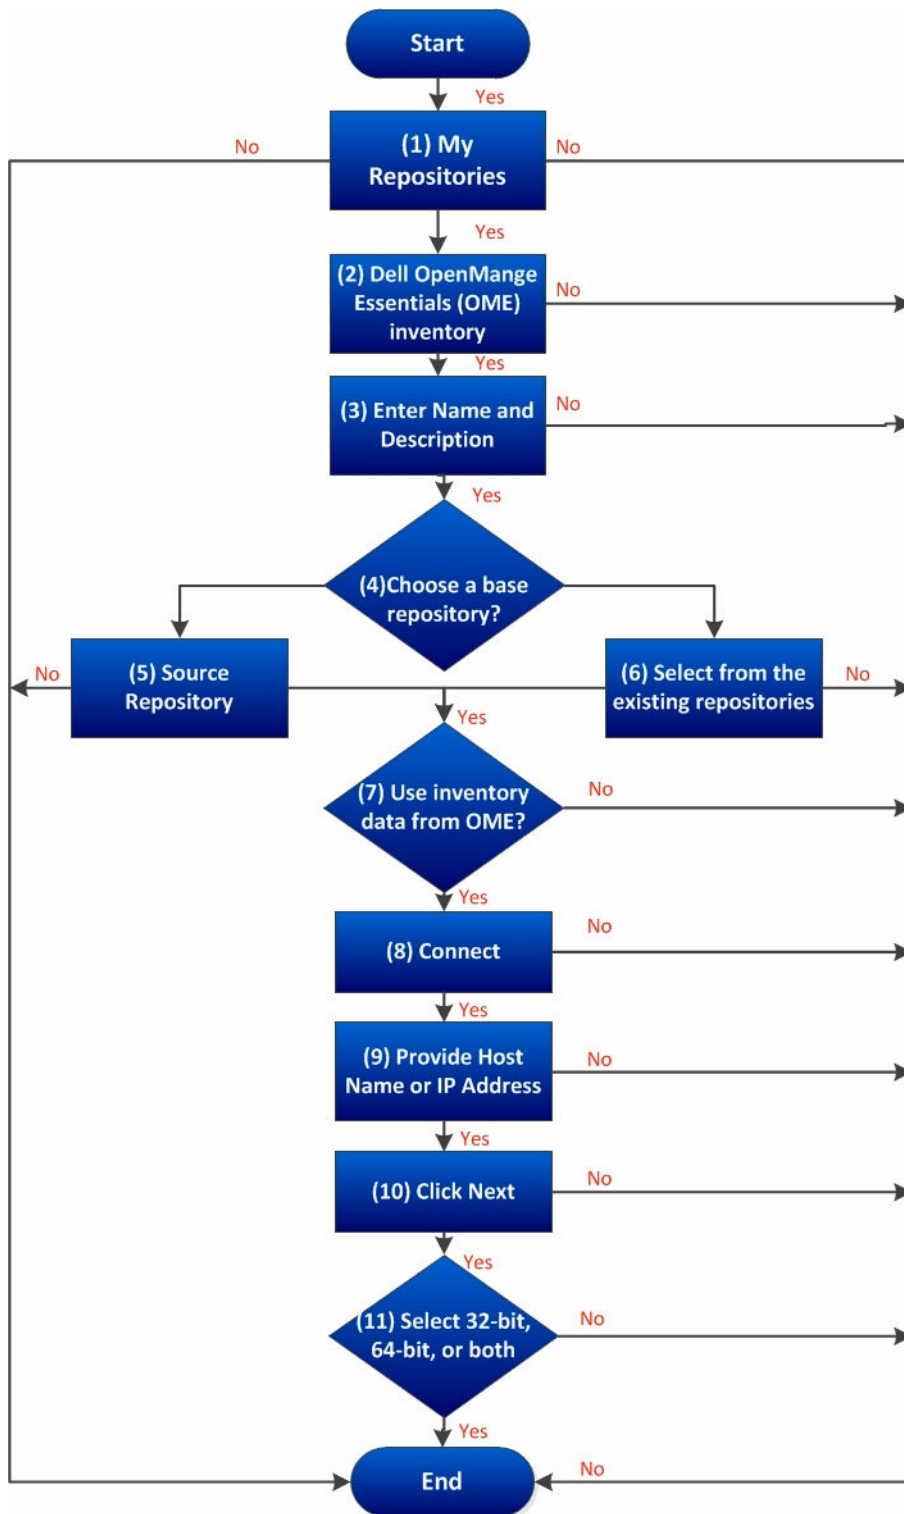 Start
Yes
No
(1) My
Repositories
No
Yes
(2) Dell OpenMange
Essentials (OME)
inventory
No
Yes
(3) Enter Name and
Description
No
Yes
(4)Choose a base
repository?
No
(5) Source
Repository
(6) Select from the
existing repositories
No
Yes
(7) Use inventory
data from OME?
No
Yes
(8) Connect
No
Yes
(9) Provide Host
Name or IP Address
No
Yes
(10) Click Next
No
Yes
(11) Select 32-bit,
64-bit, or both
No
Yes
End
No